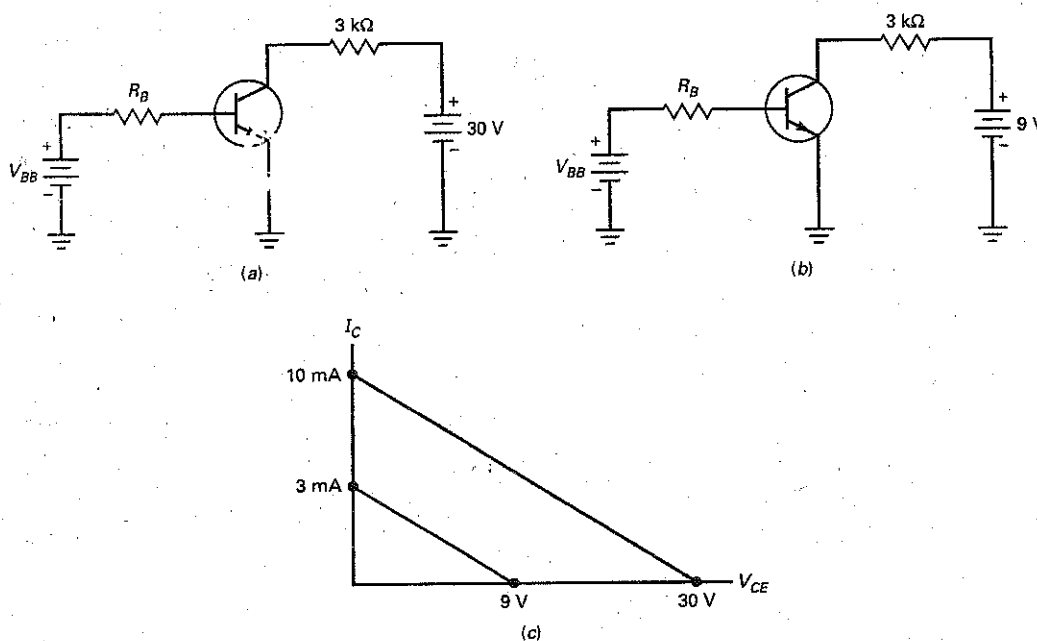 3 kΩ
R_B
+
30 V
-
+
V_BB
-
(a)
3 kΩ
R_B
+
9 V
-
+
V_BB
-
(b)
I_C
10 mA
3 mA
9 V
30 V
V_CE
(c)